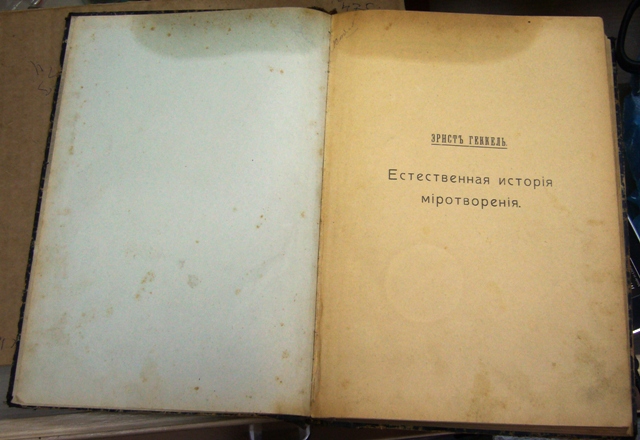 ЭРНСТЪ ГЕККЕЛЬ.
Естественная исторія
міротворенія.